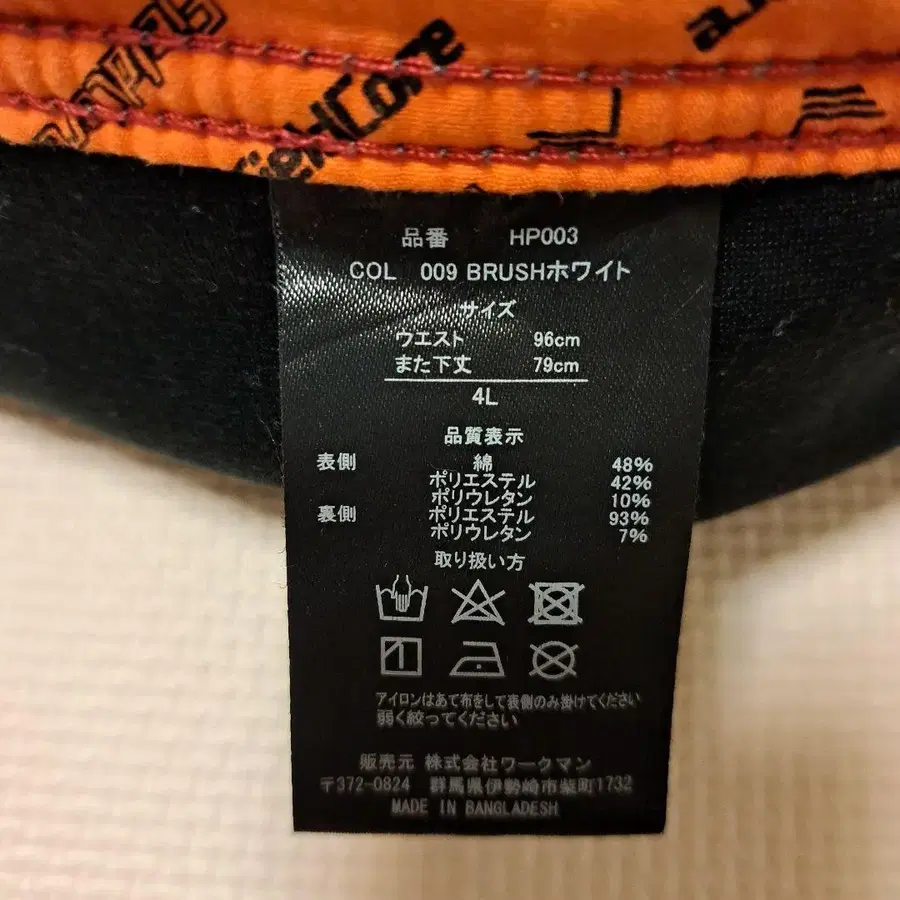 品番 HP003
COL 009 BRUSHホワイト
サイズ
ウエスト 96cm
また下丈 79cm
4L
品質表示
表側 綿 48%
ポリエステル 42%
ポリウレタン 10%
裏側 ポリエステル 93%
ポリウレタン 7%
取り扱い方
アイロンはあて布をして表側のみ掛けてください
弱く絞ってください
販売元 株式会社ワークマン
〒372-0824 群馬県伊勢崎市柴町1732
MADE IN BANGLADESH